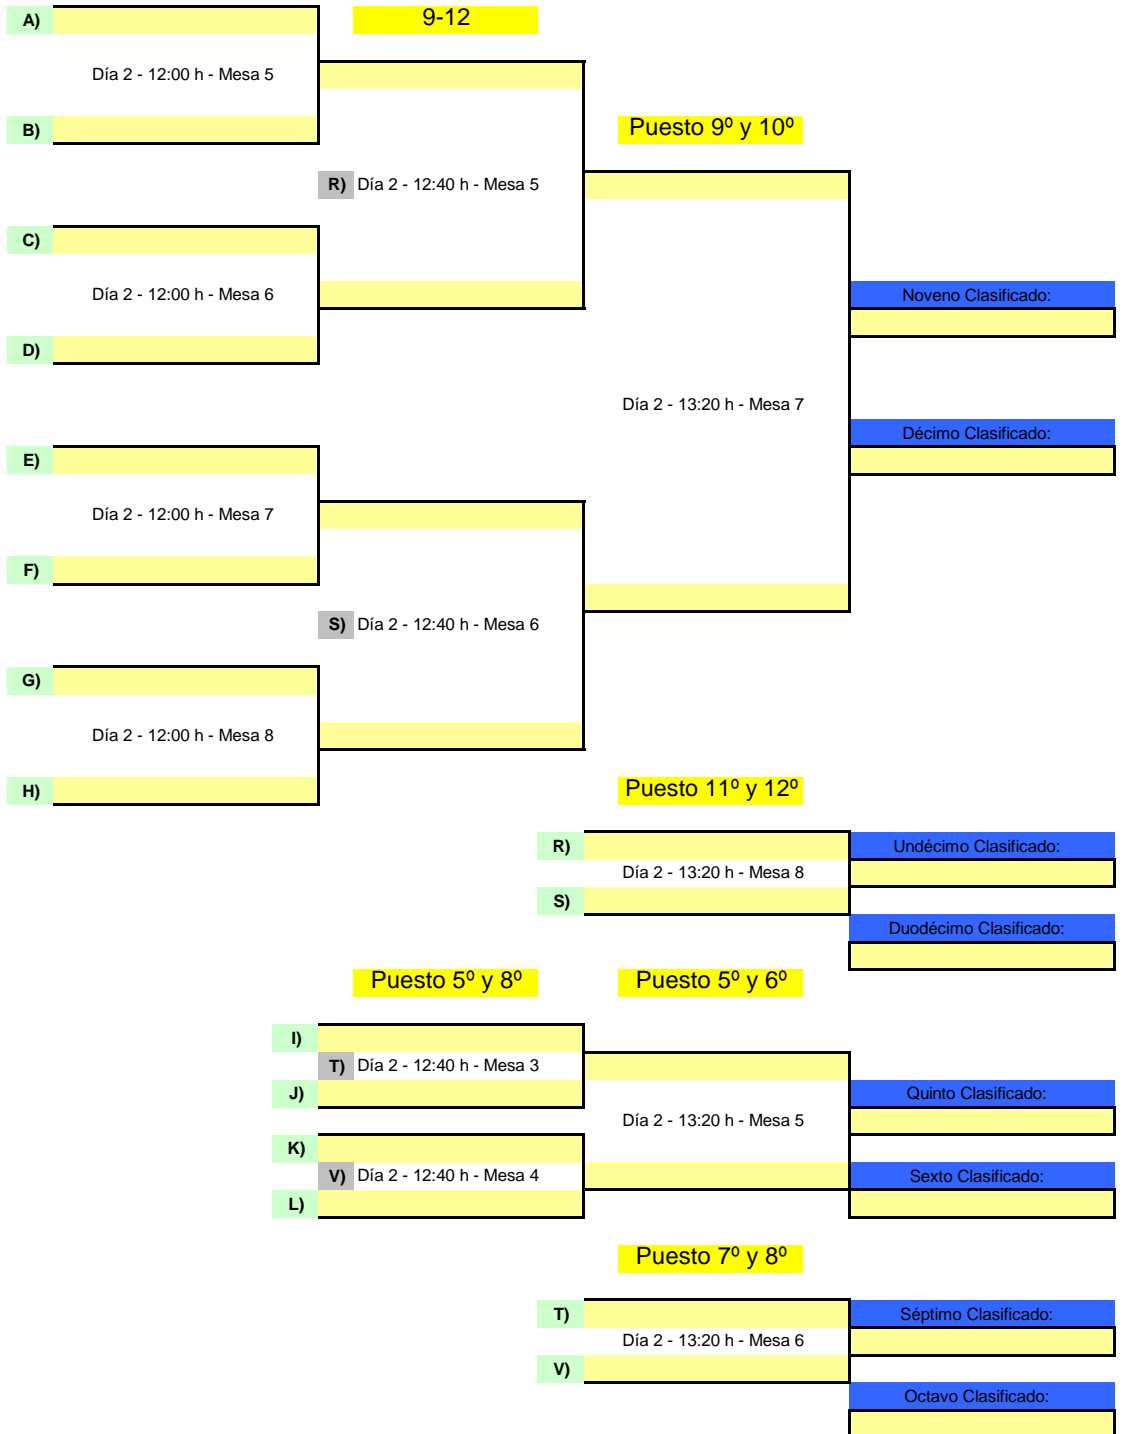 A)
9-12
Día 2 - 12:00 h - Mesa 5
B)
Puesto 9º y 10º
R) Día 2 - 12:40 h - Mesa 5
C)
Día 2 - 12:00 h - Mesa 6
Noveno Clasificado:
D)
Día 2 - 13:20 h - Mesa 7
Décimo Clasificado:
E)
Día 2 - 12:00 h - Mesa 7
F)
S) Día 2 - 12:40 h - Mesa 6
G)
Día 2 - 12:00 h - Mesa 8
H)
Puesto 11º y 12º
R)
Undécimo Clasificado:
Día 2 - 13:20 h - Mesa 8
S)
Duodécimo Clasificado:
Puesto 5º y 8º
Puesto 5º y 6º
I)
T) Día 2 - 12:40 h - Mesa 3
J)
Quinto Clasificado:
Día 2 - 13:20 h - Mesa 5
K)
V) Día 2 - 12:40 h - Mesa 4
Sexto Clasificado:
L)
Puesto 7º y 8º
T)
Séptimo Clasificado:
Día 2 - 13:20 h - Mesa 6
V)
Octavo Clasificado: